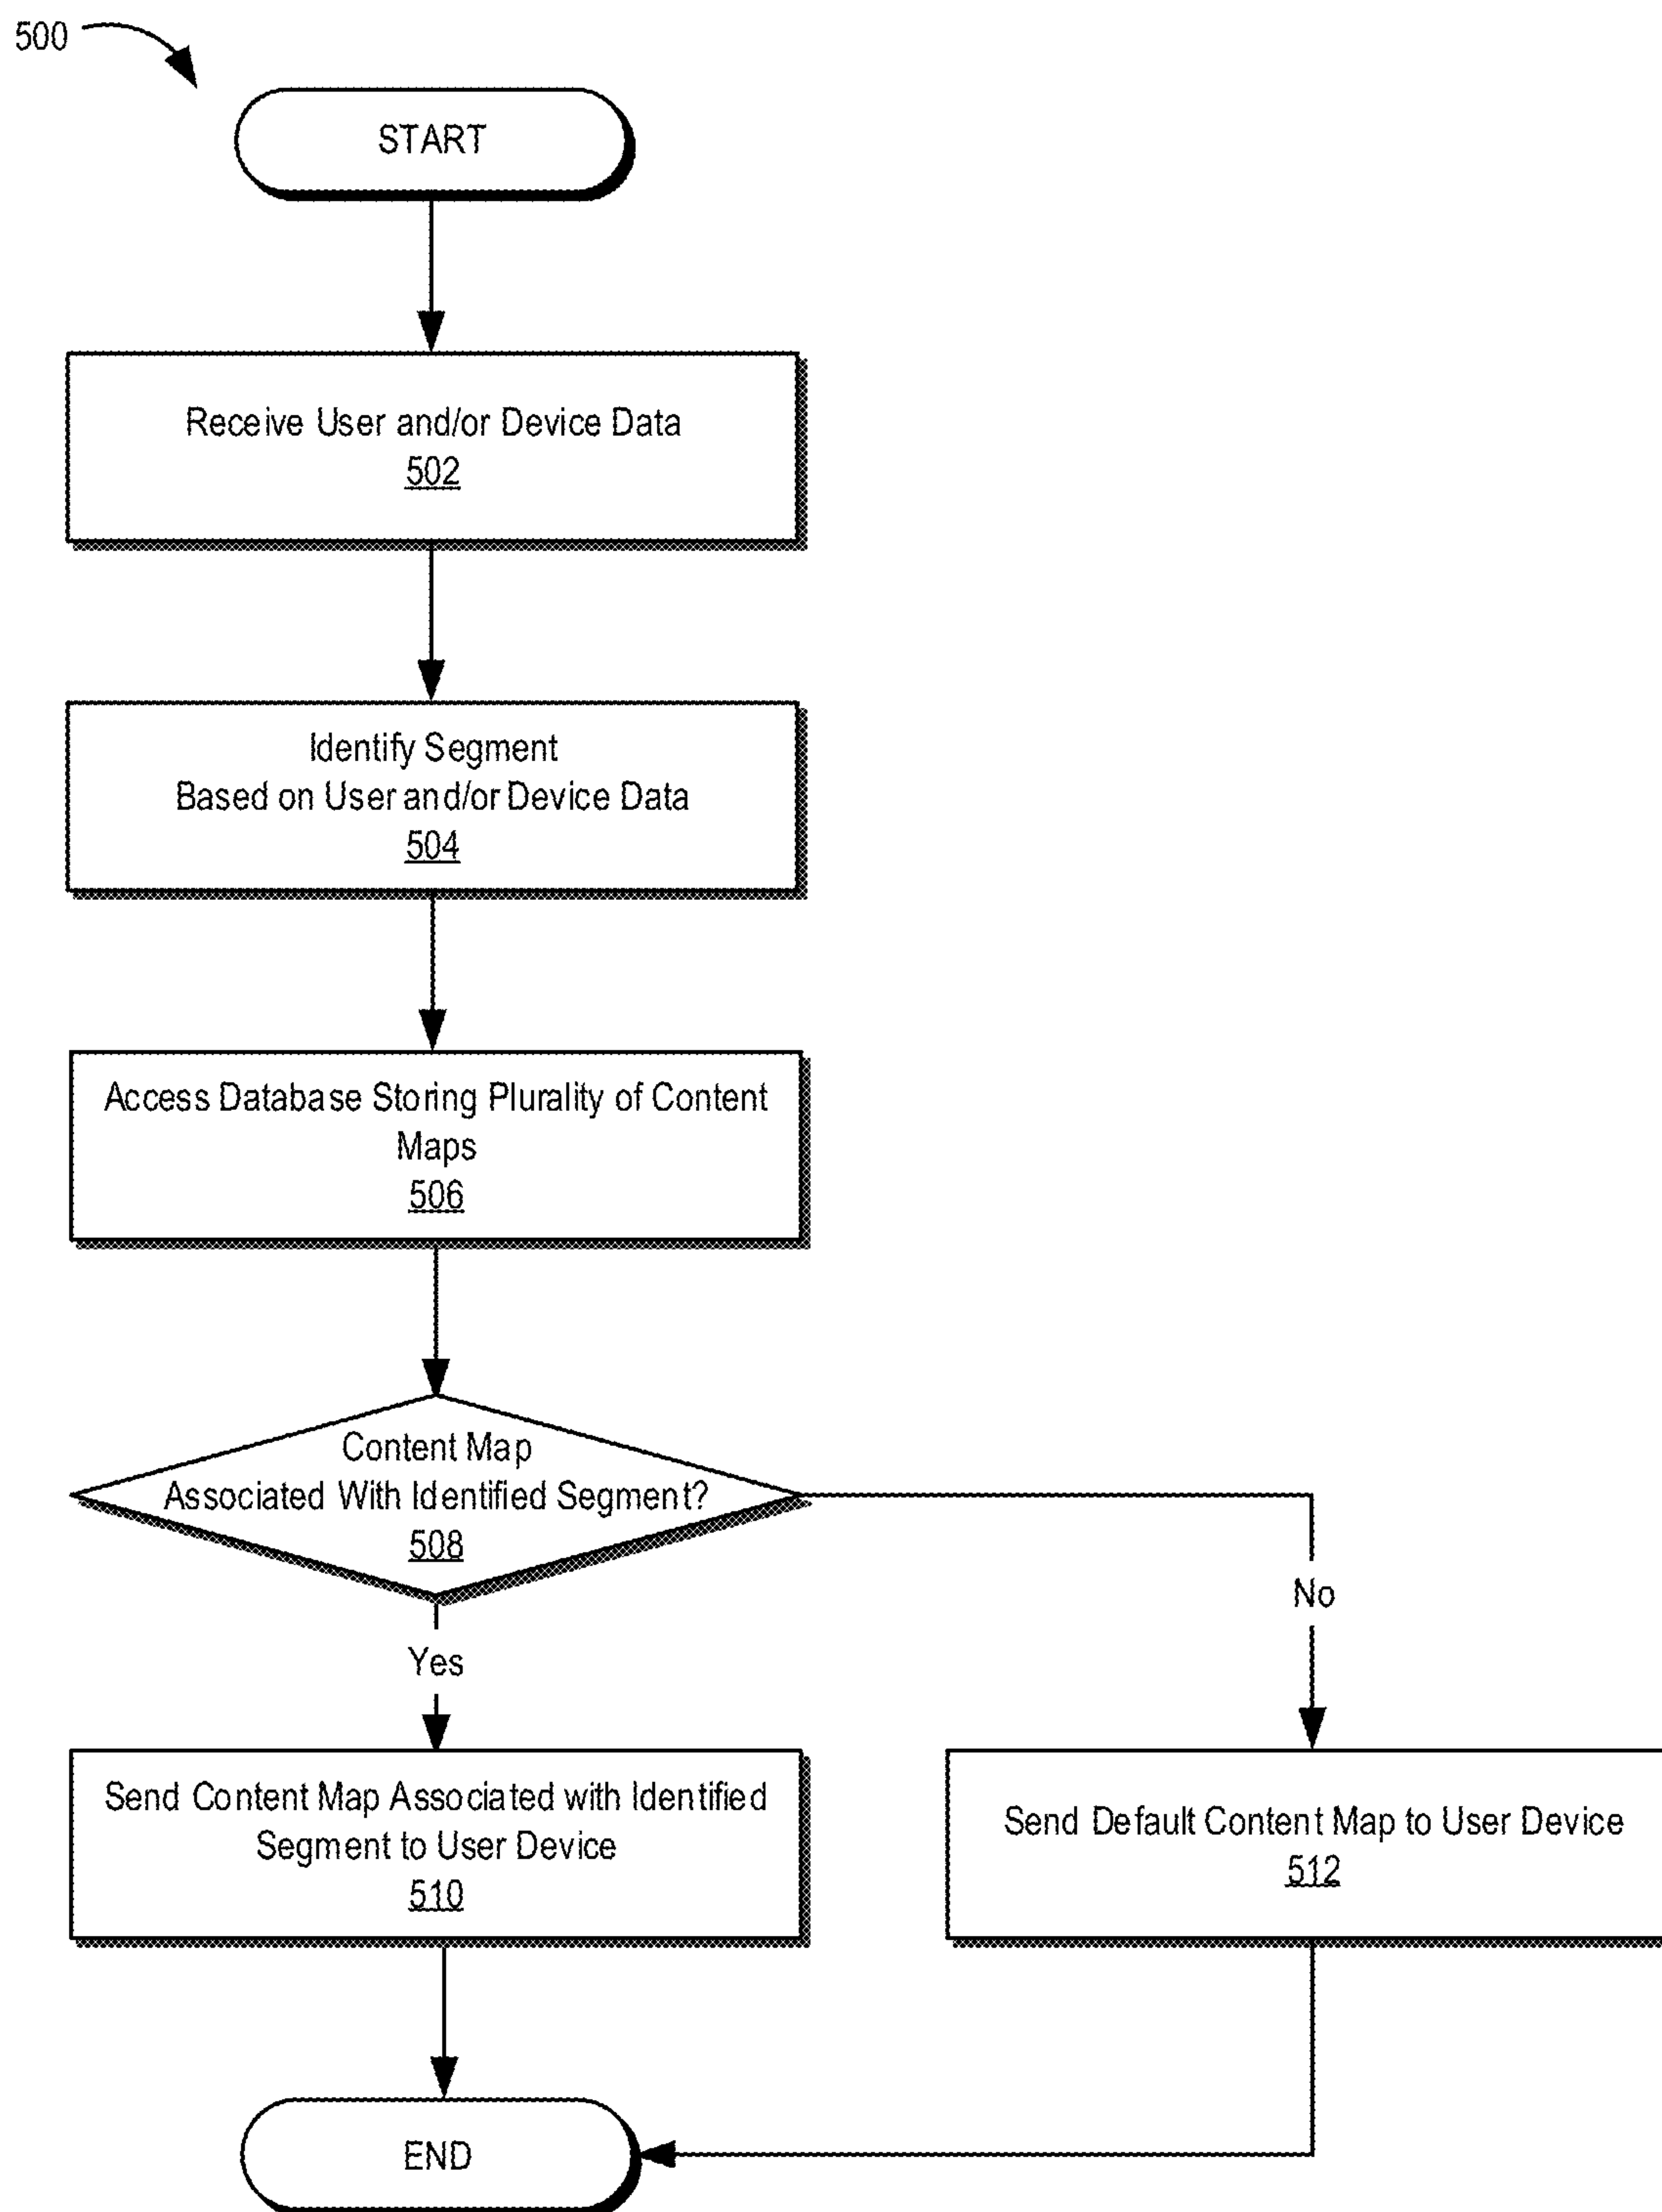 500
START
Receive User and/or Device Data
502
Identify Segment
Based on User and/or Device Data
504
Access Database Storing Plurality of Content
Maps
506
Content Map
Associated With Identified Segment?
508
Yes
No
Send Content Map Associated with Identified
Segment to User Device
510
Send Default Content Map to User Device
512
END